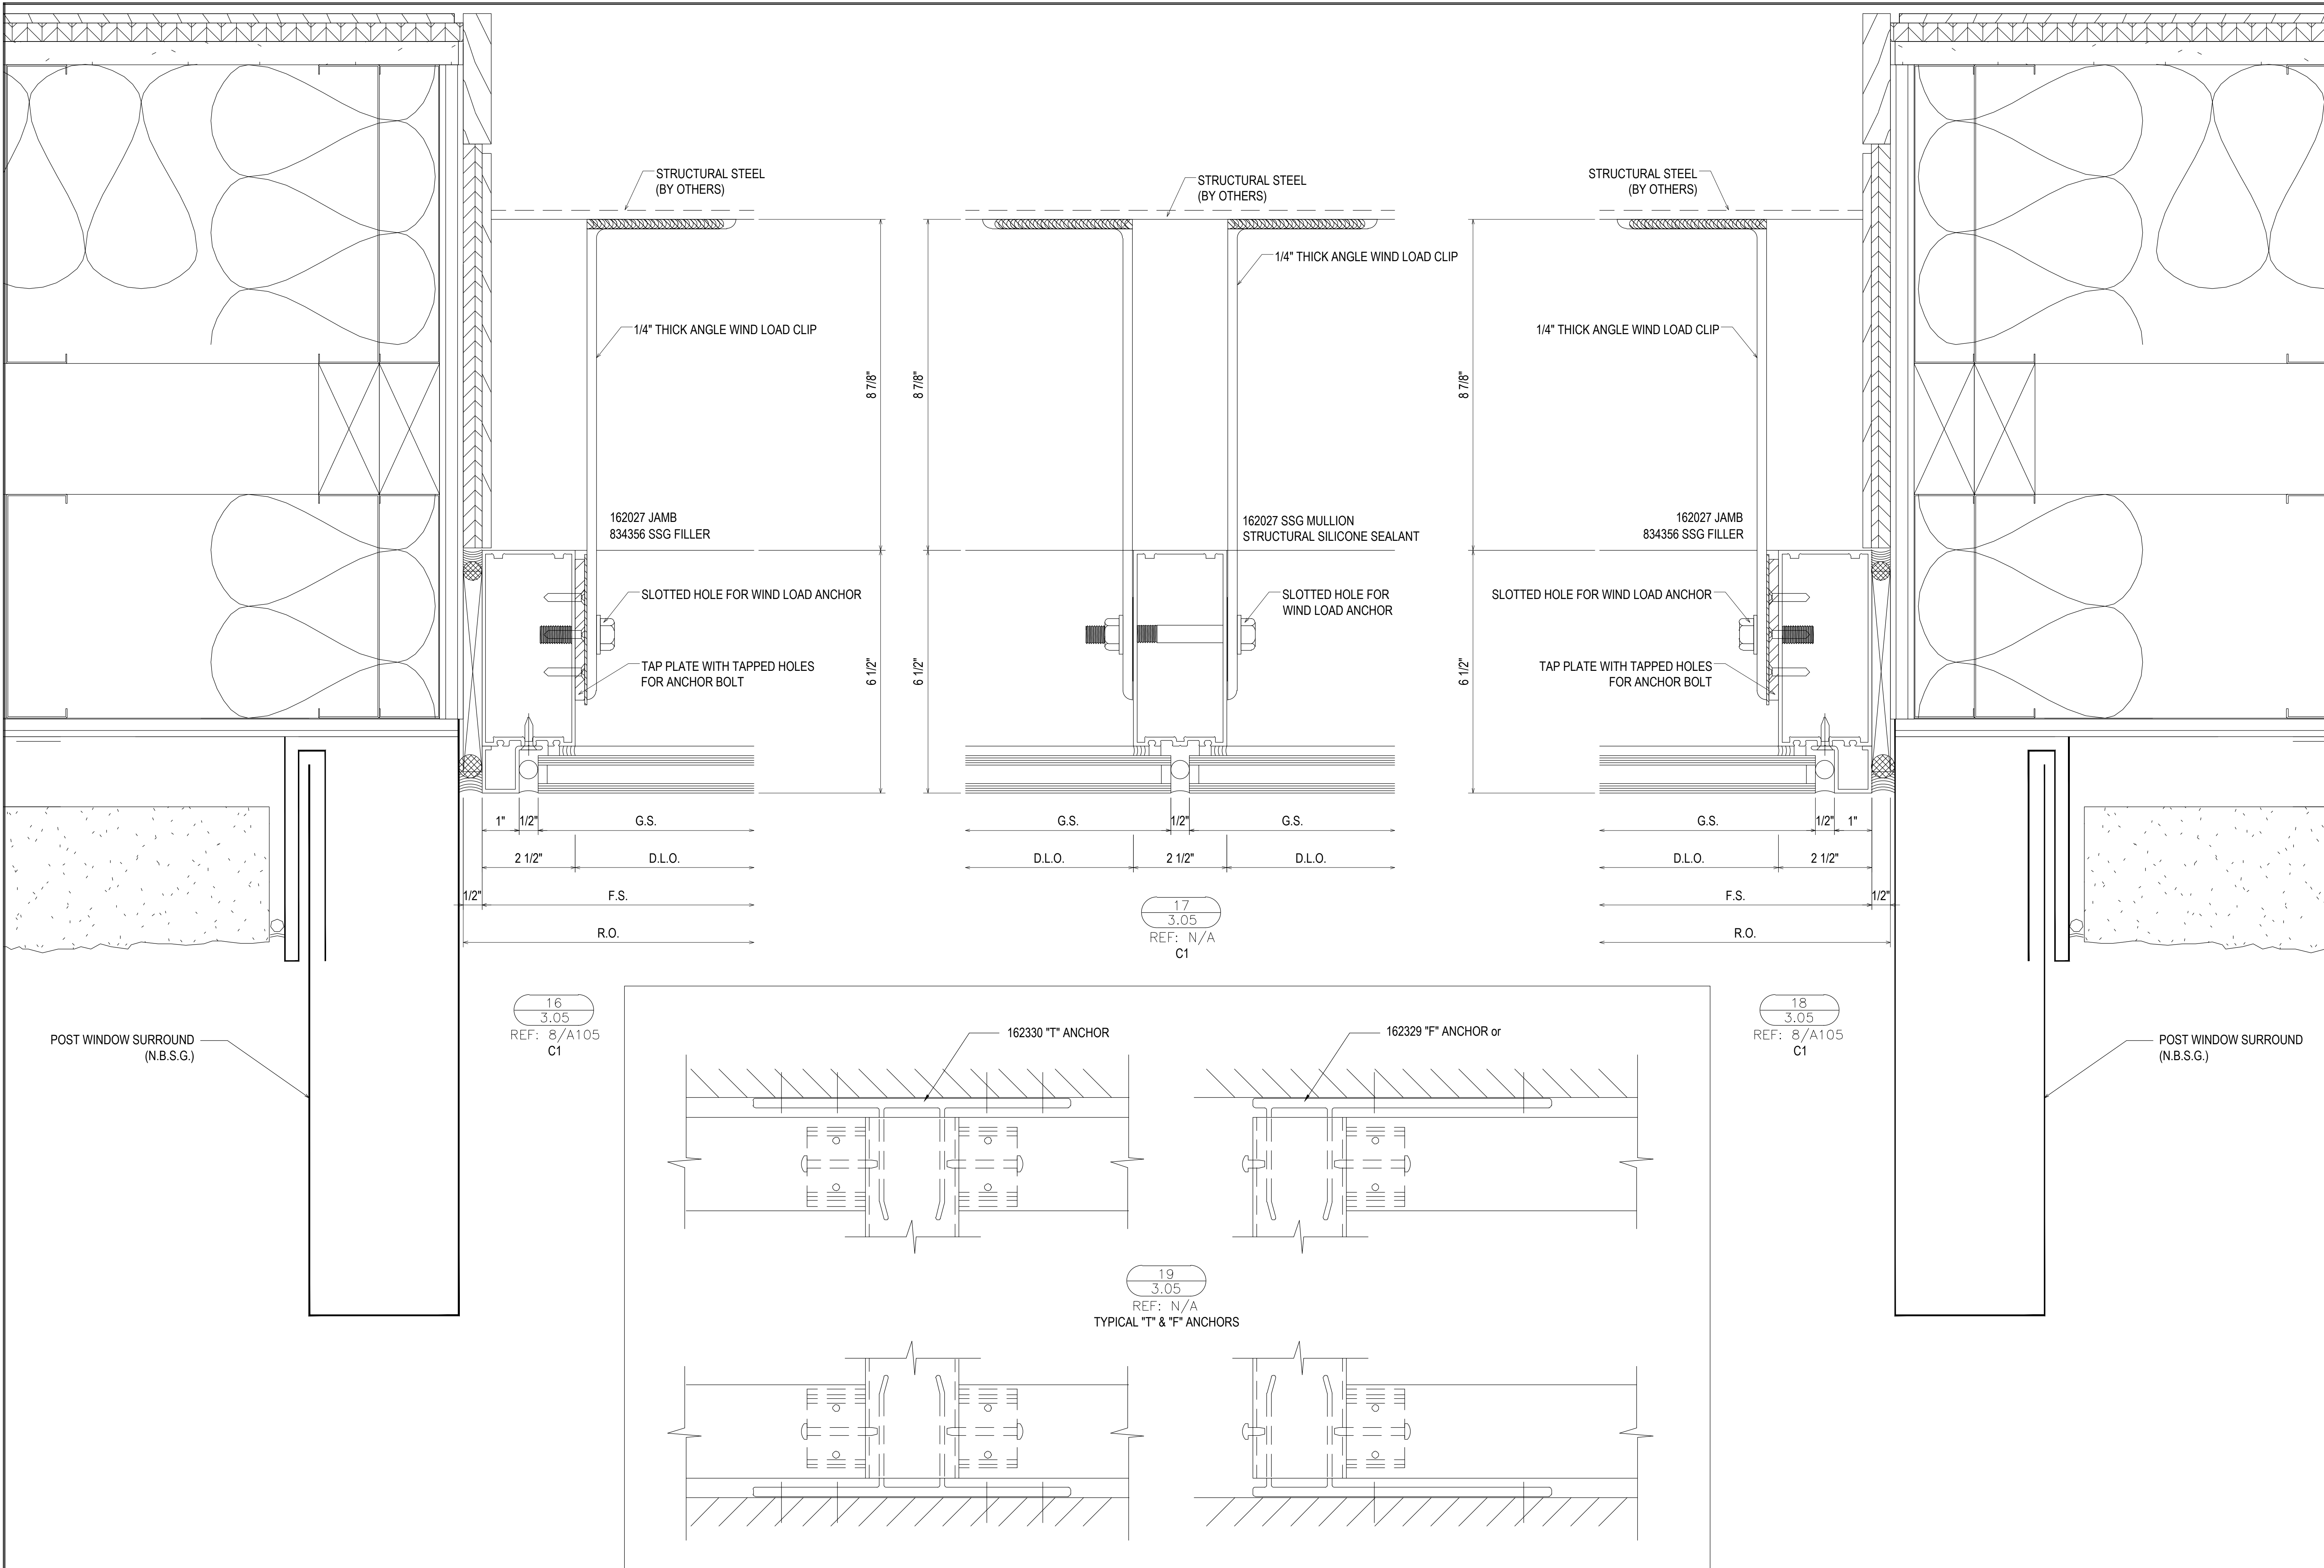 STRUCTURAL STEEL
(BY OTHERS)
1/4" THICK ANGLE WIND LOAD CLIP
8 7/8"
162027 JAMB
834356 SSG FILLER
SLOTTED HOLE FOR WIND LOAD ANCHOR
TAP PLATE WITH TAPPED HOLES
FOR ANCHOR BOLT
6 1/2"
1"
1/2"
G.S.
2 1/2"
D.L.O.
1/2"
F.S.
R.O.
16
3.05
REF: 8/A105
C1
POST WINDOW SURROUND
(N.B.S.G.)
STRUCTURAL STEEL
(BY OTHERS)
1/4" THICK ANGLE WIND LOAD CLIP
8 7/8"
162027 SSG MULLION
STRUCTURAL SILICONE SEALANT
SLOTTED HOLE FOR
WIND LOAD ANCHOR
6 1/2"
G.S.
1/2"
G.S.
D.L.O.
2 1/2"
D.L.O.
17
3.05
REF: N/A
C1
STRUCTURAL STEEL
(BY OTHERS)
1/4" THICK ANGLE WIND LOAD CLIP
8 7/8"
162027 JAMB
834356 SSG FILLER
SLOTTED HOLE FOR WIND LOAD ANCHOR
TAP PLATE WITH TAPPED HOLES
FOR ANCHOR BOLT
6 1/2"
G.S.
1/2"
1"
D.L.O.
2 1/2"
F.S.
1/2"
R.O.
18
3.05
REF: 8/A105
C1
POST WINDOW SURROUND
(N.B.S.G.)
162330 "T" ANCHOR
162329 "F" ANCHOR or
19
3.05
REF: N/A
TYPICAL "T" & "F" ANCHORS